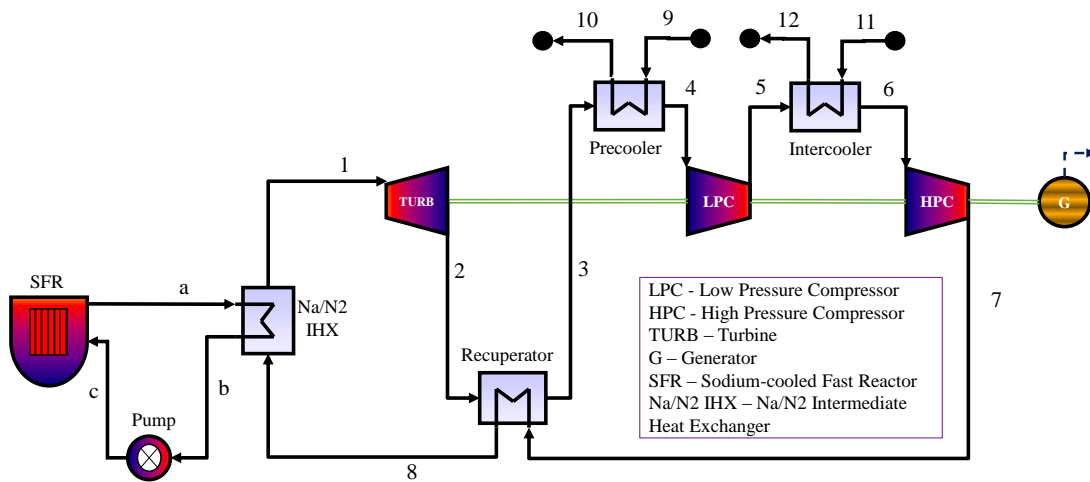 10
9
12
11
4
5
6
Precooler
Intercooler
1
TURB
LPC
HPC
G
2
3
7
SFR
a
Na/N2
IHX
LPC - Low Pressure Compressor
HPC - High Pressure Compressor
TURB – Turbine
G – Generator
SFR – Sodium-cooled Fast Reactor
Na/N2 IHX – Na/N2 Intermediate
Heat Exchanger
Recuperator
c
b
Pump
8